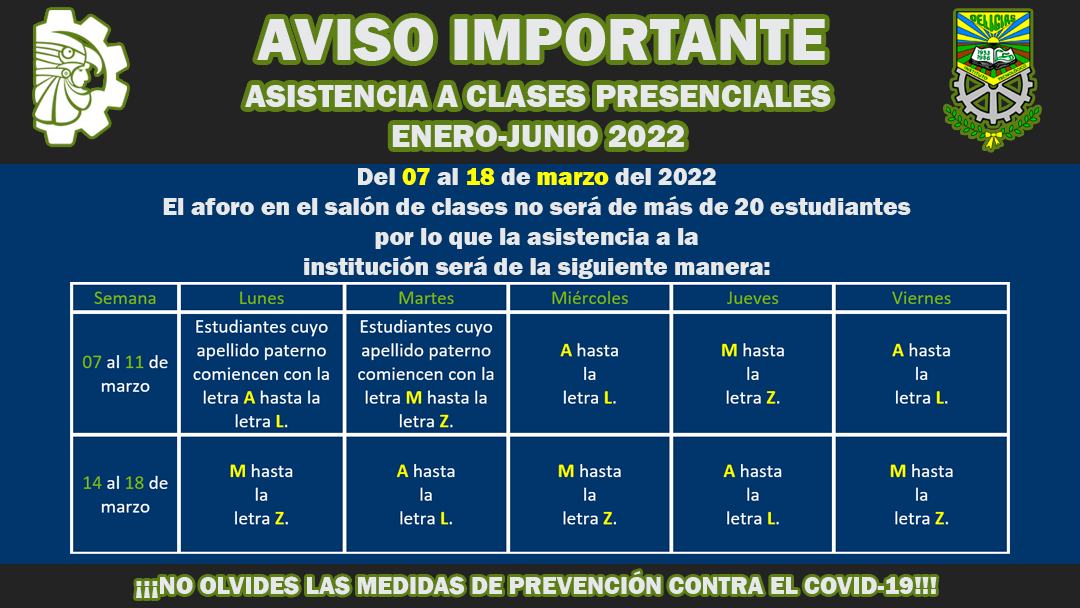 AVISO IMPORTANTE
ASISTENCIA A CLASES PRESENCIALES
ENERO-JUNIO 2022
DELICIAS
1953
1986
Del 07 al 18 de marzo del 2022
El aforo en el salón de clases no será de más de 20 estudiantes
por lo que la asistencia a la
institución será de la siguiente manera:
Semana Lunes Martes Miércoles Jueves Viernes
07 al 11 de
marzo
Estudiantes cuyo
apellido paterno
comiencen con la
letra A hasta la
letra L.
Estudiantes cuyo
apellido paterno
comiencen con la
letra M hasta la
letra Z.
A hasta
la
letra L.
M hasta
la
letra Z.
A hasta
la
letra L.
14 al 18 de
marzo
M hasta
la
letra Z.
A hasta
la
letra L.
M hasta
la
letra Z.
A hasta
la
letra L.
M hasta
la
letra Z.
¡¡¡NO OLVIDES LAS MEDIDAS DE PREVENCIÓN CONTRA EL COVID-19!!!